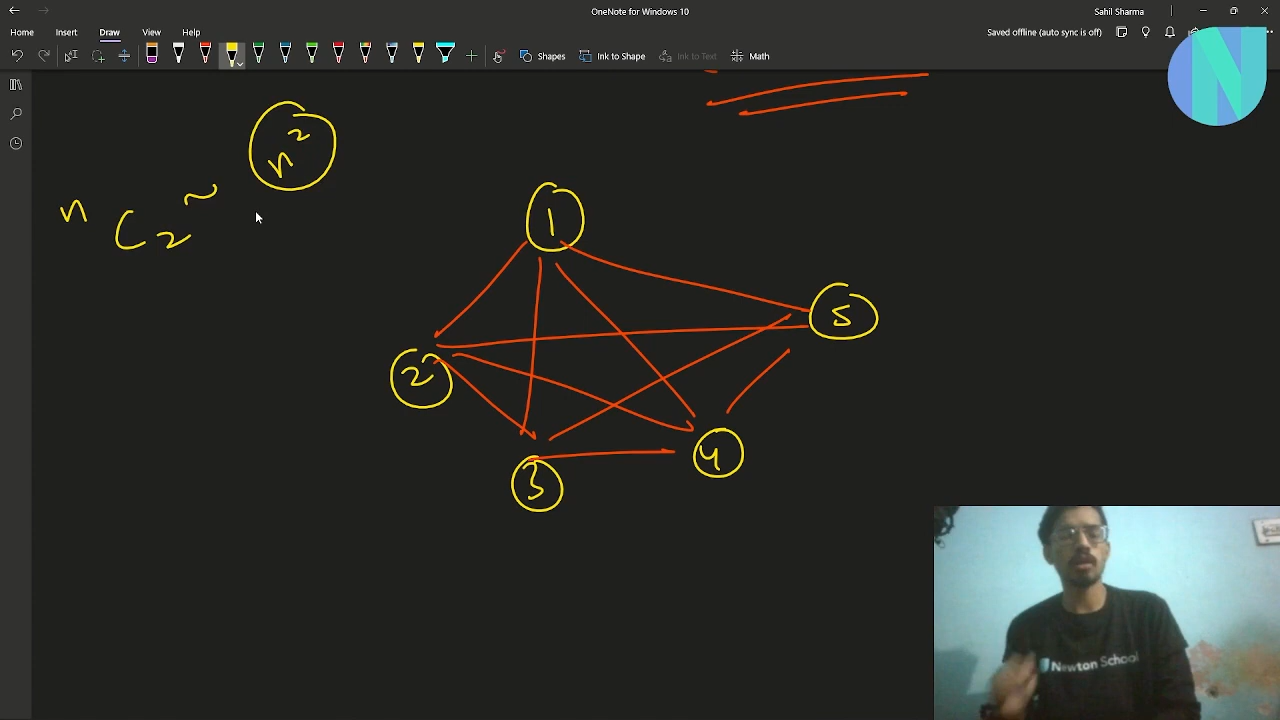 OneNote for Windows 10
Sahil Sharma
Home Insert Draw View Help
Saved offline (auto sync is off)
Shapes Ink to Shape Ink to Text Math
n C2 ~ n²
1
2
3
4
5
N
Newton School